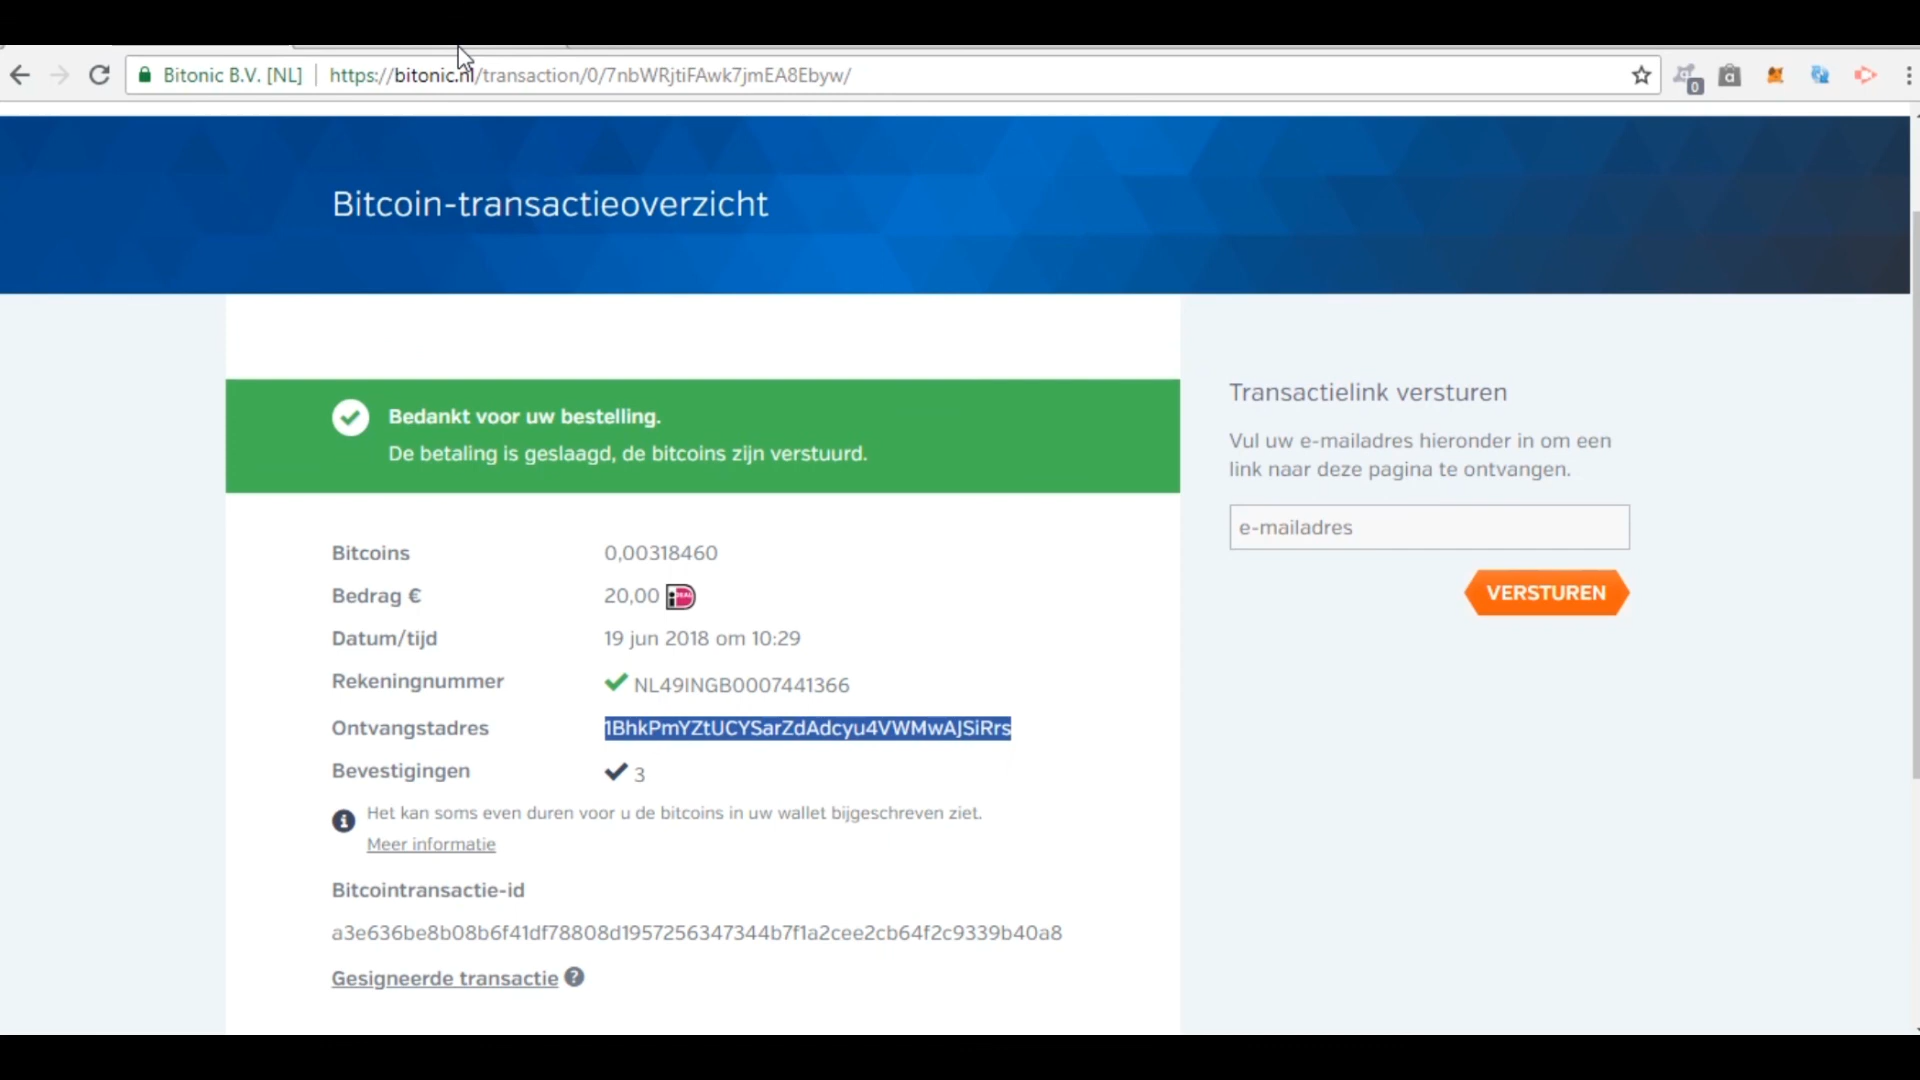 Bitonic B.V. [NL]
https://bitonic.nl/transaction/0/7nbWRjtiFAwk7jmEA8Ebyw/
0
a
Bitcoin-transactieoverzicht
Bedankt voor uw bestelling.
De betaling is geslaagd, de bitcoins zijn verstuurd.
Bitcoins 0,00318460
Bedrag € 20,00
Datum/tijd 19 jun 2018 om 10:29
Rekeningnummer NL49INGB0007441366
Ontvangstadres 1BhkPmYZtUCYSarZdAdcyu4VWMwAJSiRrs
Bevestigingen 3
Het kan soms even duren voor u de bitcoins in uw wallet bijgeschreven ziet.
Meer informatie
Bitcointransactie-id
a3e636be8b08b6f41df78808d1957256347344b7f1a2cee2cb64f2c9339b40a8
Gesigneerde transactie ?
Transactielink versturen
Vul uw e-mailadres hieronder in om een
link naar deze pagina te ontvangen.
e-mailadres
VERSTUREN